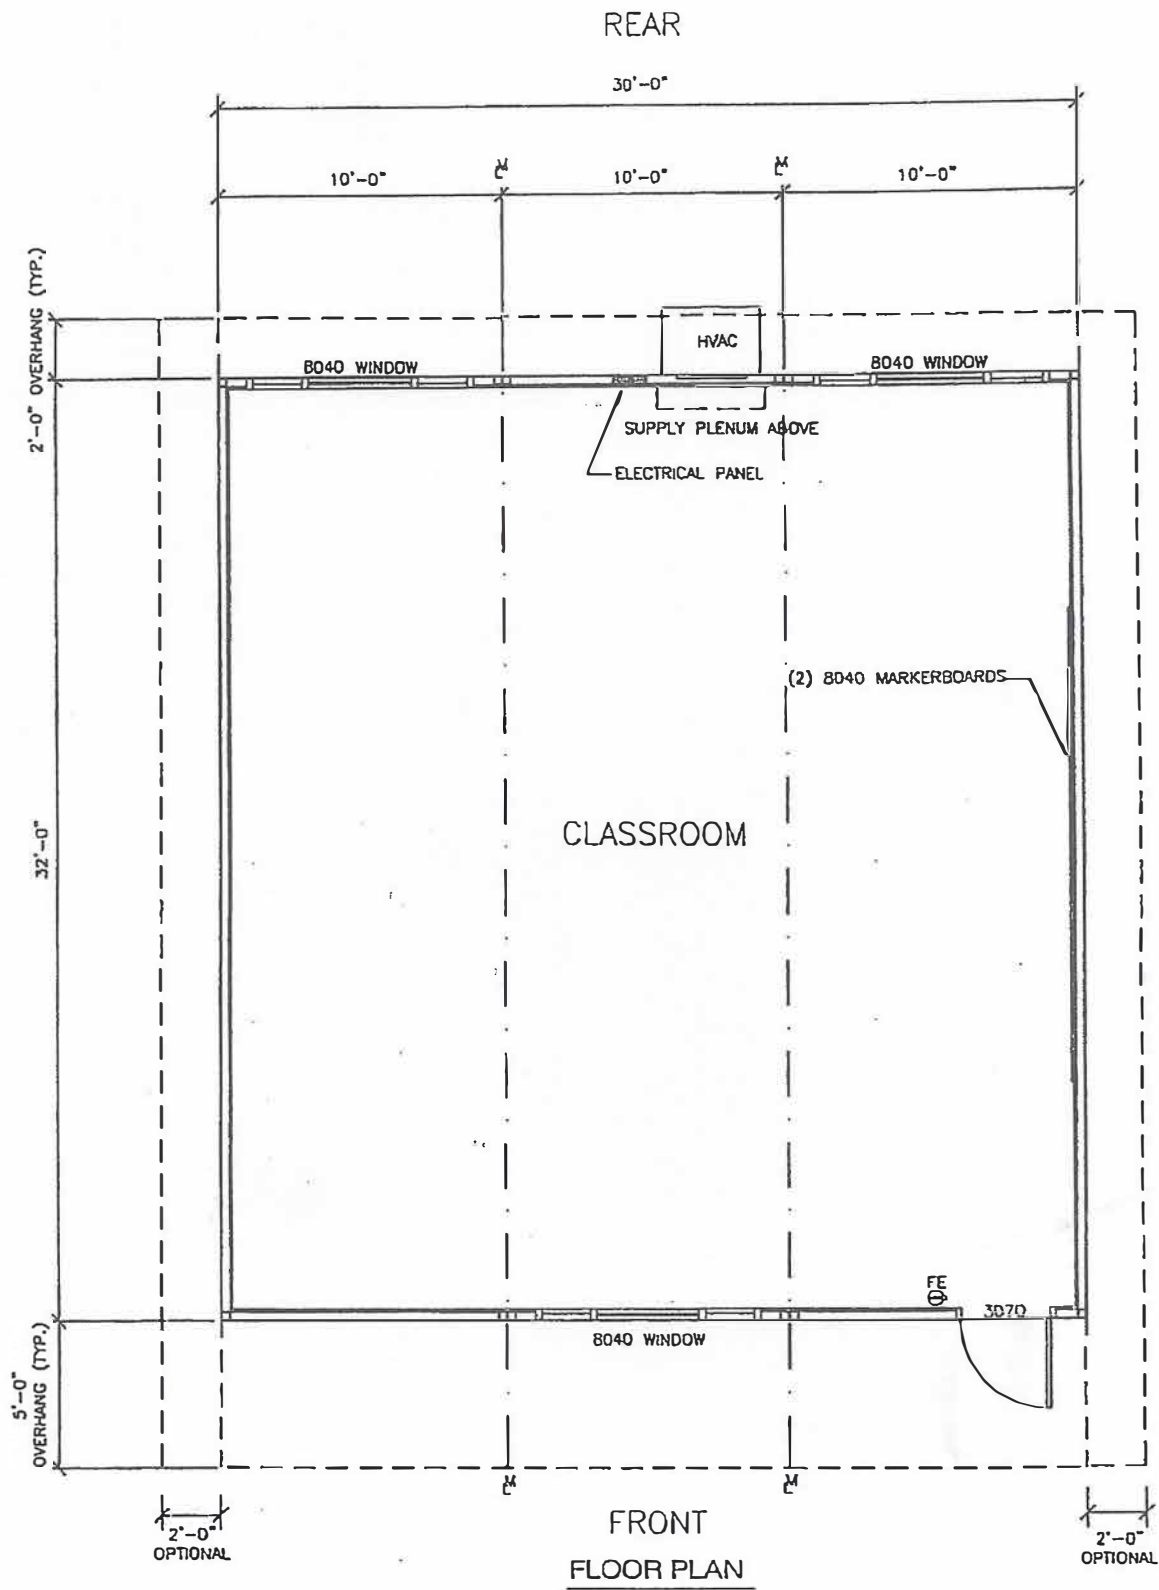 REAR
30'-0"
10'-0"
10'-0"
10'-0"
2'-0" OVERHANG (TYP.)
HVAC
8040 WINDOW
8040 WINDOW
SUPPLY PLENUM ABOVE
ELECTRICAL PANEL
(2) 8040 MARKERBOARDS
32'-0"
CLASSROOM
FE
3070
8040 WINDOW
5'-0"
OVERHANG (TYP.)
FRONT
2'-0"
OPTIONAL
2'-0"
OPTIONAL
FLOOR PLAN